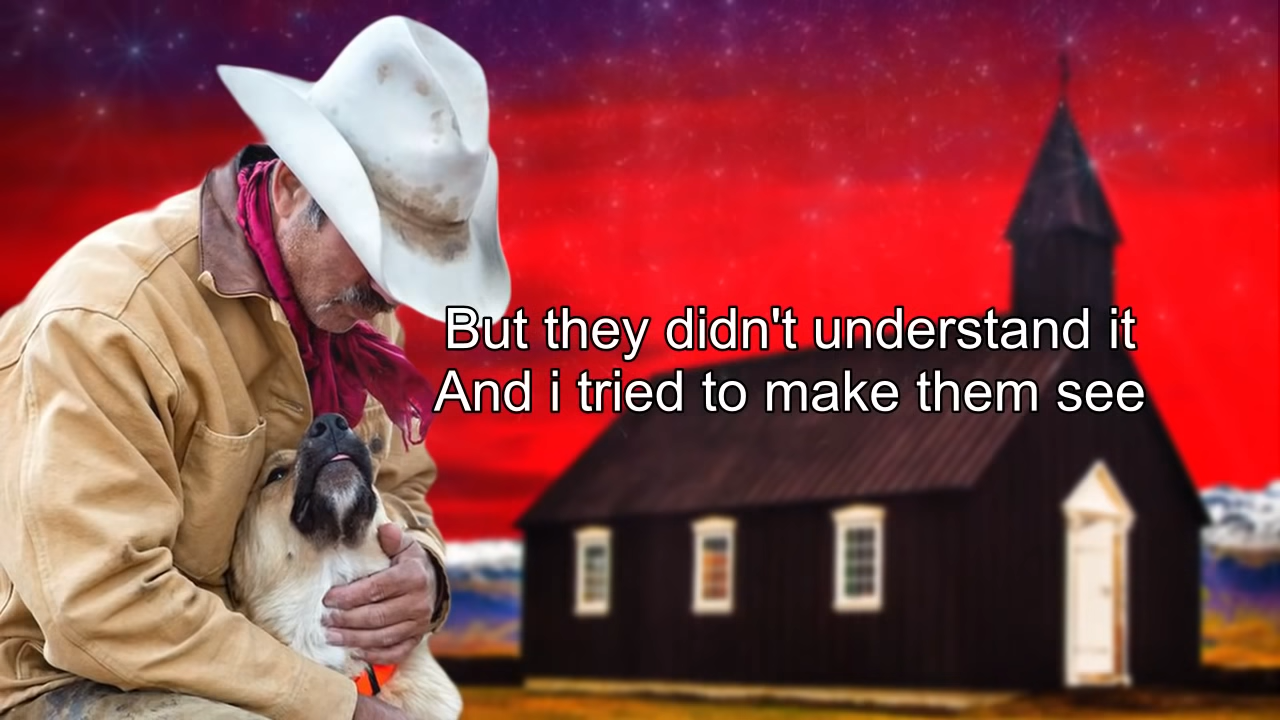 But they didn't understand it
And i tried to make them see